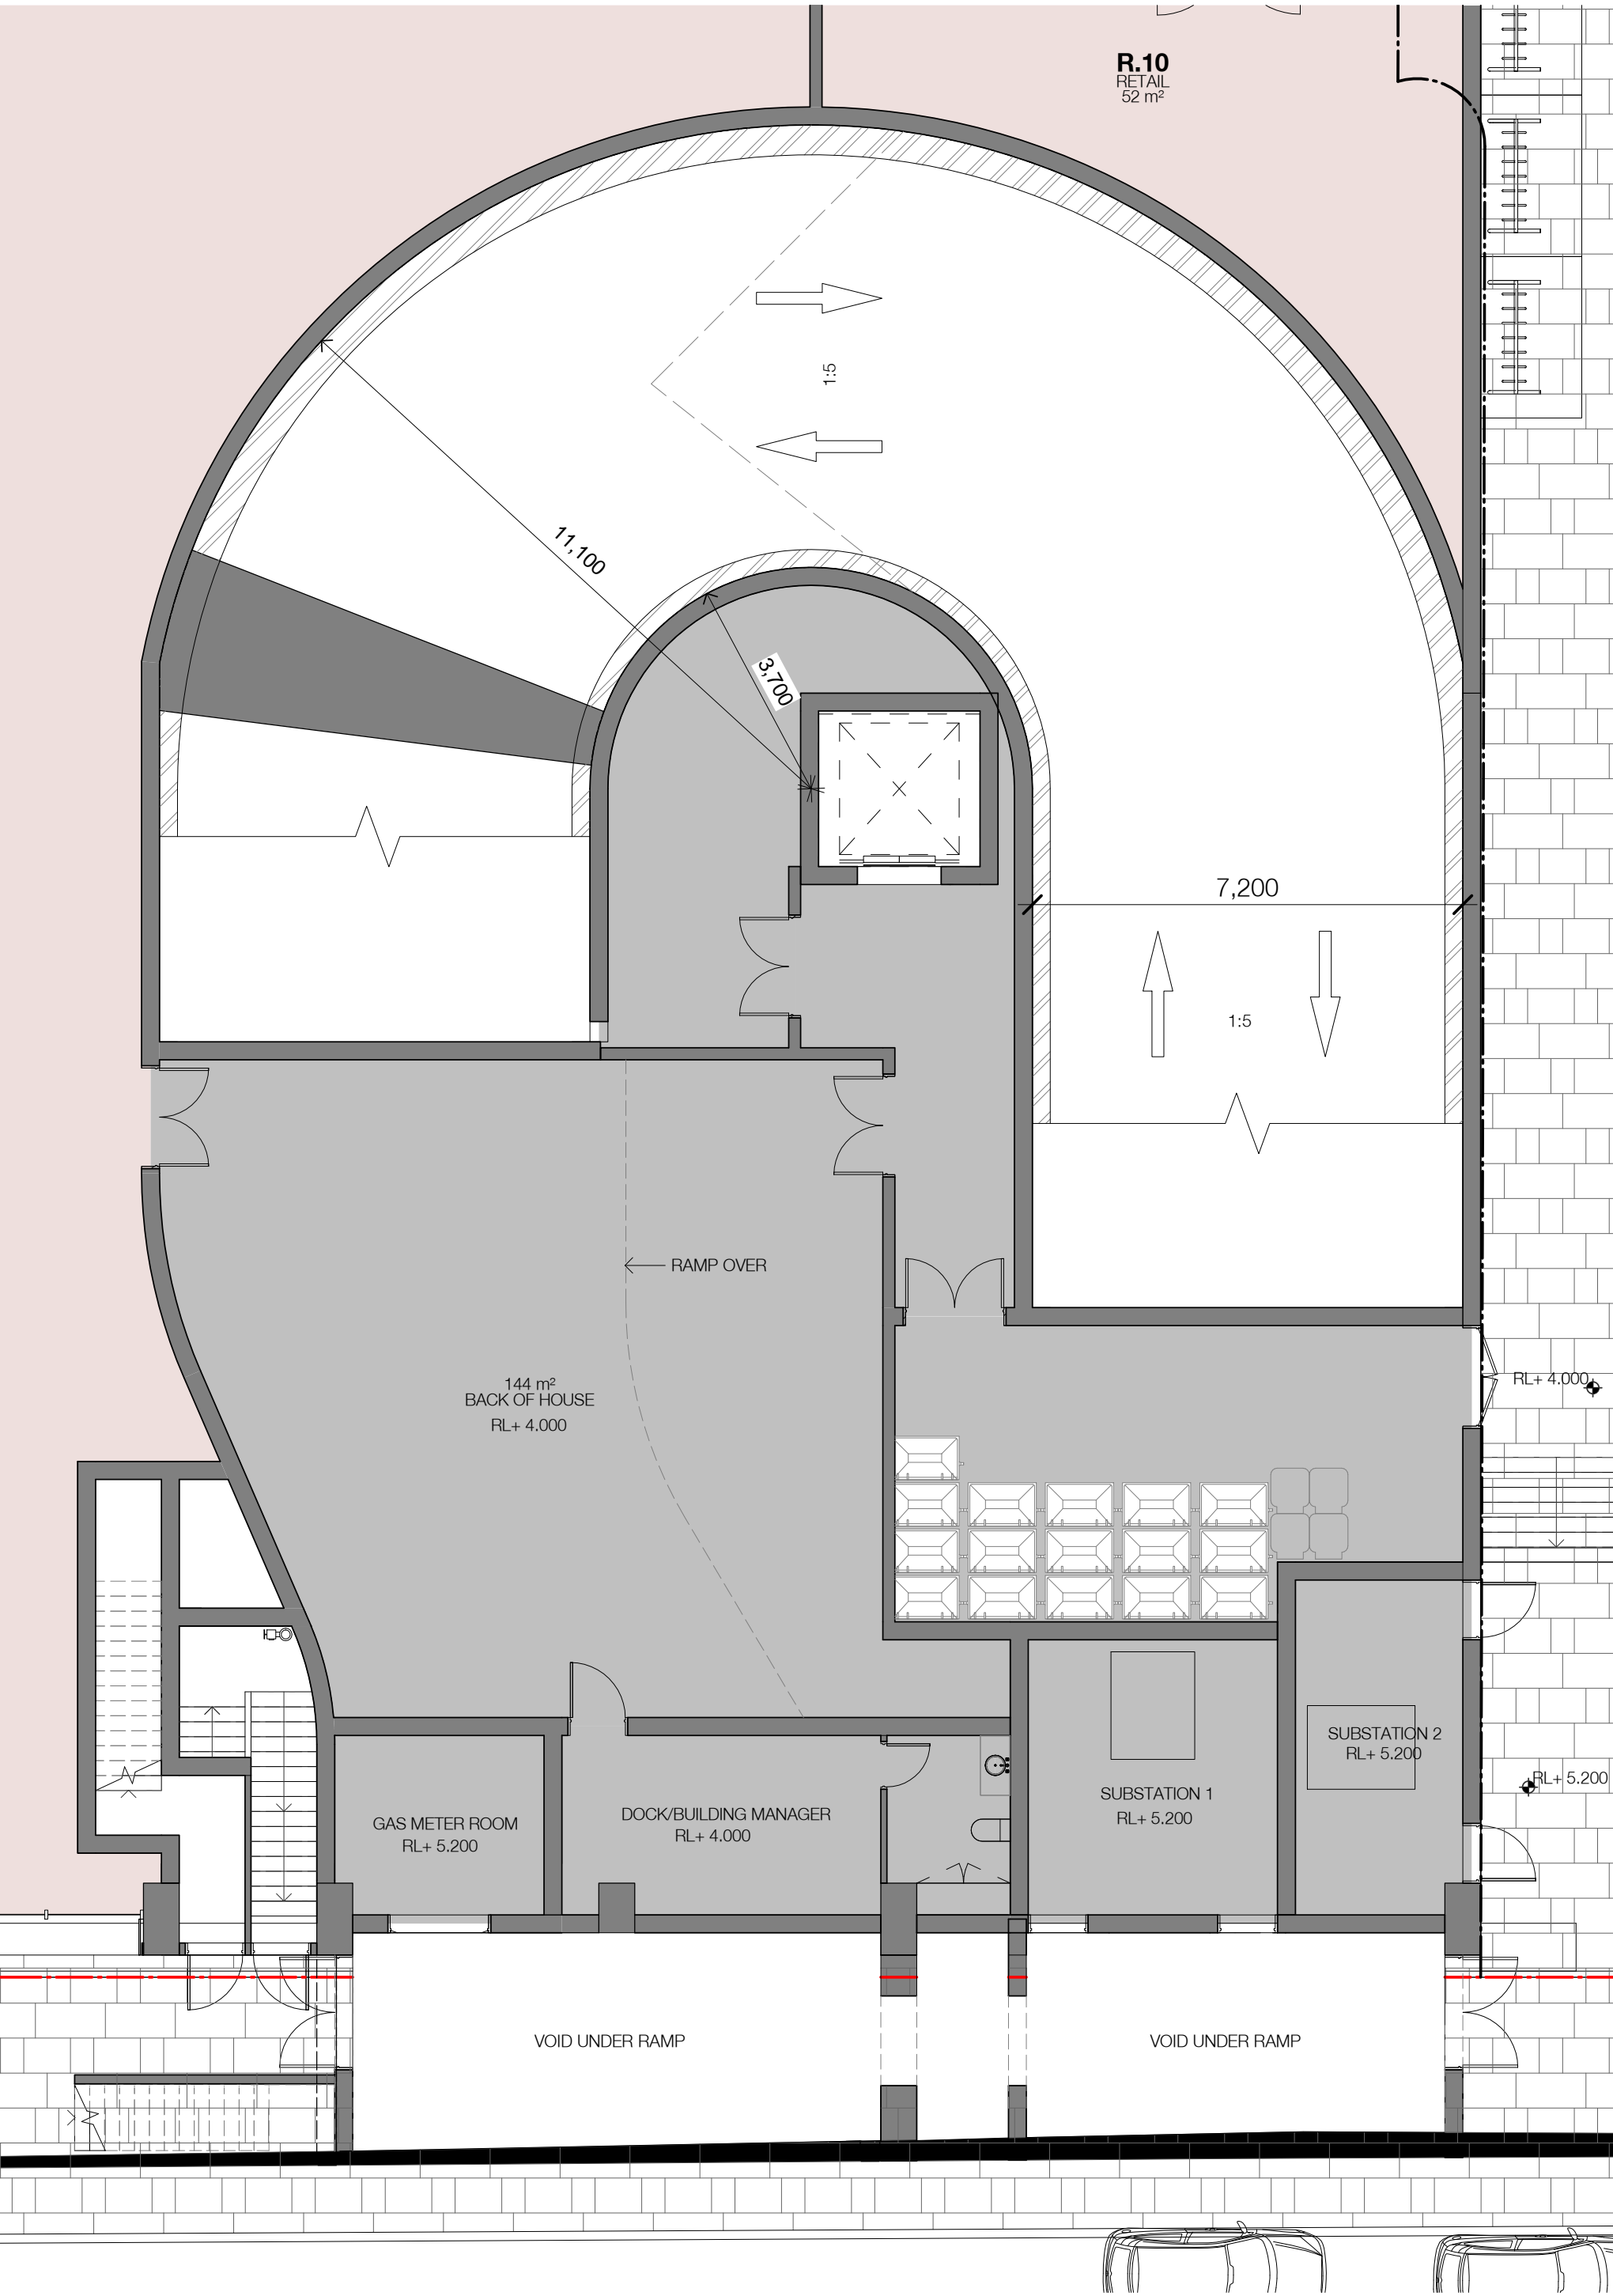 R.10
RETAIL
52 m²
1:5
11,100
3,700
7,200
1:5
RAMP OVER
144 m²
BACK OF HOUSE
RL+ 4.000
RL+ 4.000
SUBSTATION 2
RL+ 5.200
RL+ 5.200
SUBSTATION 1
RL+ 5.200
DOCK/BUILDING MANAGER
RL+ 4.000
GAS METER ROOM
RL+ 5.200
VOID UNDER RAMP
VOID UNDER RAMP